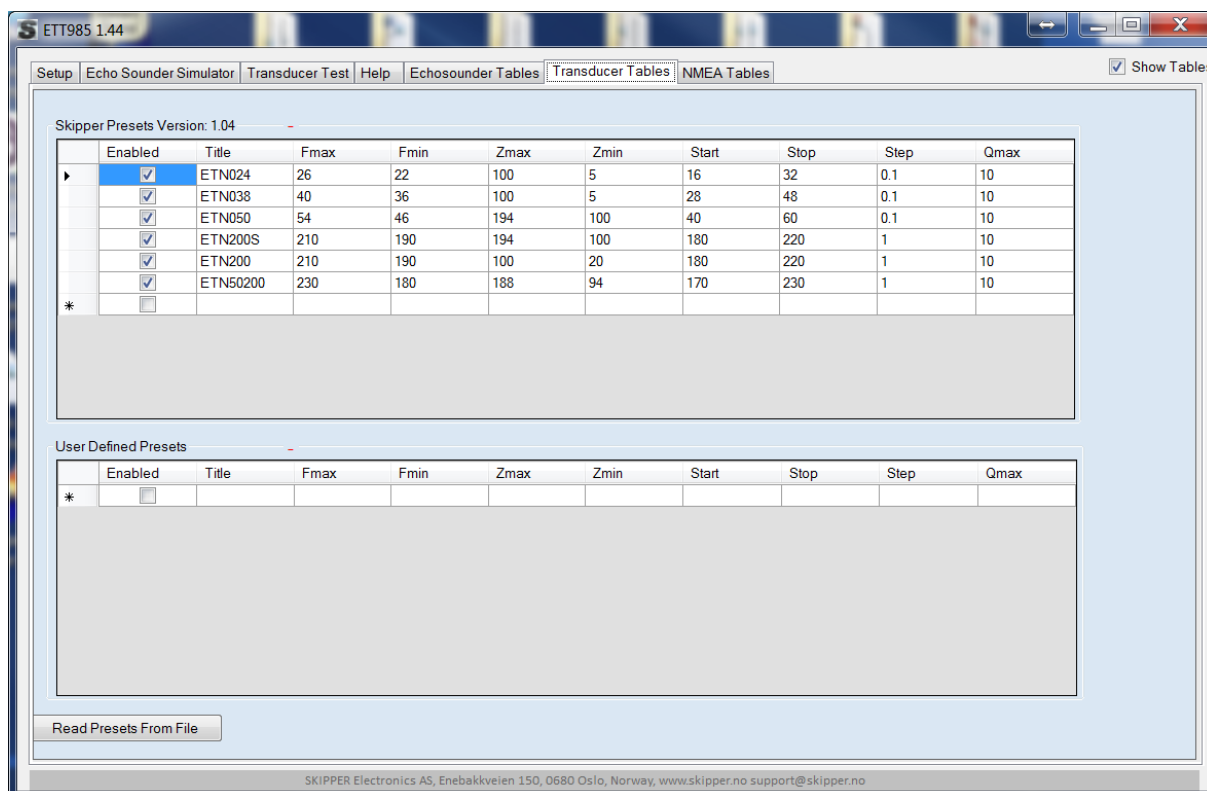 S ETT985 1.44
Setup Echo Sounder Simulator Transducer Test Help Echosounder Tables Transducer Tables NMEA Tables Show Tables
Skipper Presets Version: 1.04
Enabled Title Fmax Fmin Zmax Zmin Start Stop Step Qmax
ETN024 26 22 100 5 16 32 0.1 10
ETN038 40 36 100 5 28 48 0.1 10
ETN050 54 46 194 100 40 60 0.1 10
ETN200S 210 190 194 100 180 220 1 10
ETN200 210 190 100 20 180 220 1 10
ETN50200 230 180 188 94 170 230 1 10
*
User Defined Presets
Enabled Title Fmax Fmin Zmax Zmin Start Stop Step Qmax
*
Read Presets From File
SKIPPER Electronics AS, Enebakkveien 150, 0680 Oslo, Norway, www.skipper.no support@skipper.no